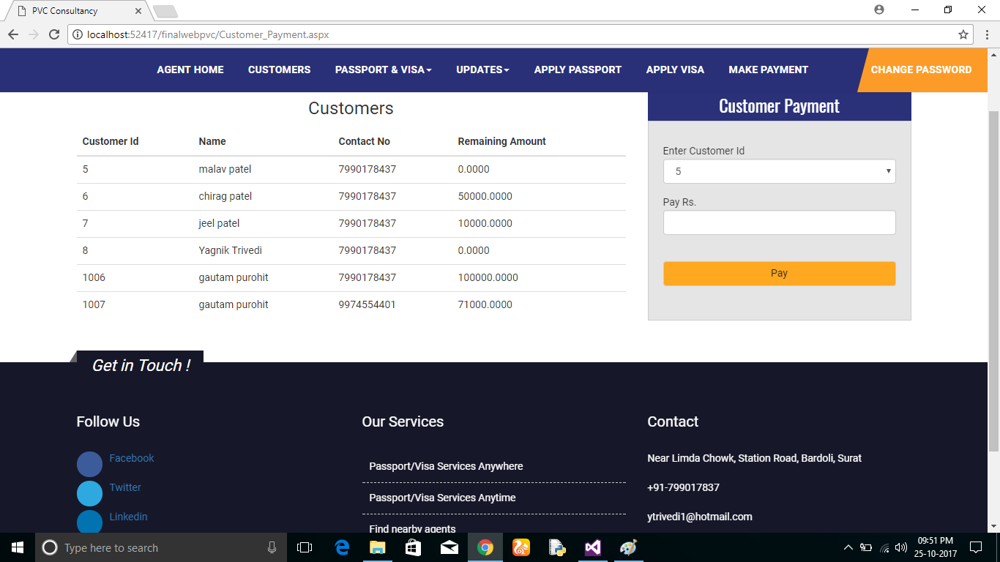 PVC Consultancy
localhost:52417/finalwebpvc/Customer_Payment.aspx
AGENT HOME CUSTOMERS PASSPORT & VISA UPDATES APPLY PASSPORT APPLY VISA MAKE PAYMENT CHANGE PASSWORD
Customers
Customer Id Name Contact No Remaining Amount
5 malav patel 7990178437 0.0000
6 chirag patel 7990178437 50000.0000
7 jeel patel 7990178437 10000.0000
8 Yagnik Trivedi 7990178437 0.0000
1006 gautam purohit 7990178437 100000.0000
1007 gautam purohit 9974554401 71000.0000
Customer Payment
Enter Customer Id
5
Pay Rs.
Pay
Get in Touch !
Follow Us
Facebook
Twitter
Linkedin
Our Services
Passport/Visa Services Anywhere
Passport/Visa Services Anytime
Find nearby agents
Contact
Near Limda Chowk, Station Road, Bardoli, Surat
+91-799017837
ytrivedi1@hotmail.com
Type here to search
09:51 PM
25-10-2017